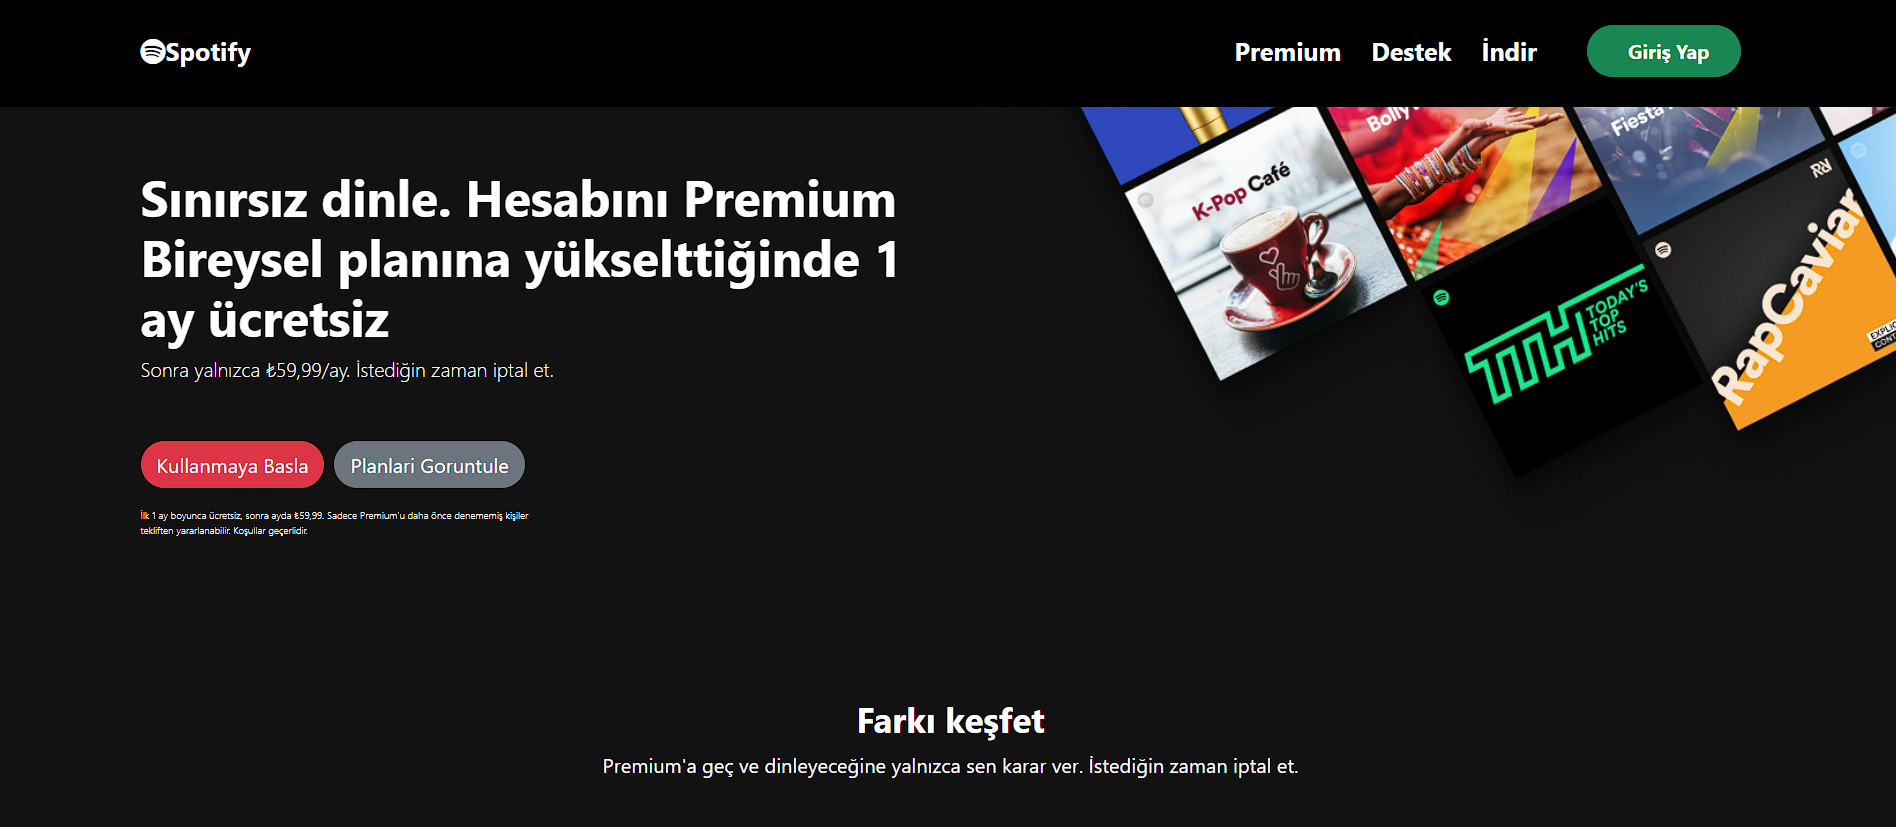 Spotify
Premium Destek İndir Giriş Yap
Sınırsız dinle. Hesabını Premium
Bireysel planına yükselttiğinde 1
ay ücretsiz
Sonra yalnızca ₺59,99/ay. İstediğin zaman iptal et.
Kullanmaya Basla
Planlari Goruntule
İlk 1 ay boyunca ücretsiz, sonra ayda ₺59,99. Sadece Premium'u daha önce denememiş kişiler
tekliften yararlanabilir. Koşullar geçerlidir.
K-Pop Café
Fiesta
TTH
TODAY'S
TOP
HITS
RapCaviar
Farkı keşfet
Premium'a geç ve dinleyeceğine yalnızca sen karar ver. İstediğin zaman iptal et.